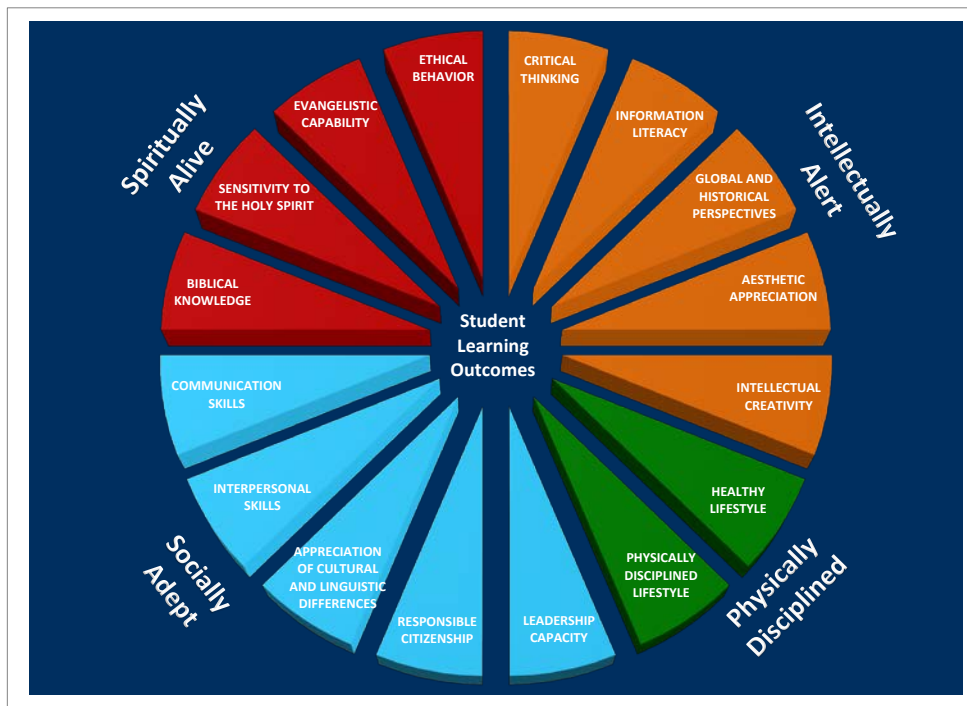 Spiritually
Alive
Intellectually
Alert
Physically
Disciplined
Socially
Adept
Student
Learning
Outcomes
CRITICAL
THINKING
INFORMATION
LITERACY
GLOBAL AND
HISTORICAL
PERSPECTIVES
AESTHETIC
APPRECIATION
INTELLECTUAL
CREATIVITY
HEALTHY
LIFESTYLE
PHYSICALLY
DISCIPLINED
LIFESTYLE
LEADERSHIP
CAPACITY
RESPONSIBLE
CITIZENSHIP
APPRECIATION
OF CULTURAL
AND LINGUISTIC
DIFFERENCES
INTERPERSONAL
SKILLS
COMMUNICATION
SKILLS
BIBLICAL
KNOWLEDGE
SENSITIVITY TO
THE HOLY SPIRIT
EVANGELISTIC
CAPABILITY
ETHICAL
BEHAVIOR